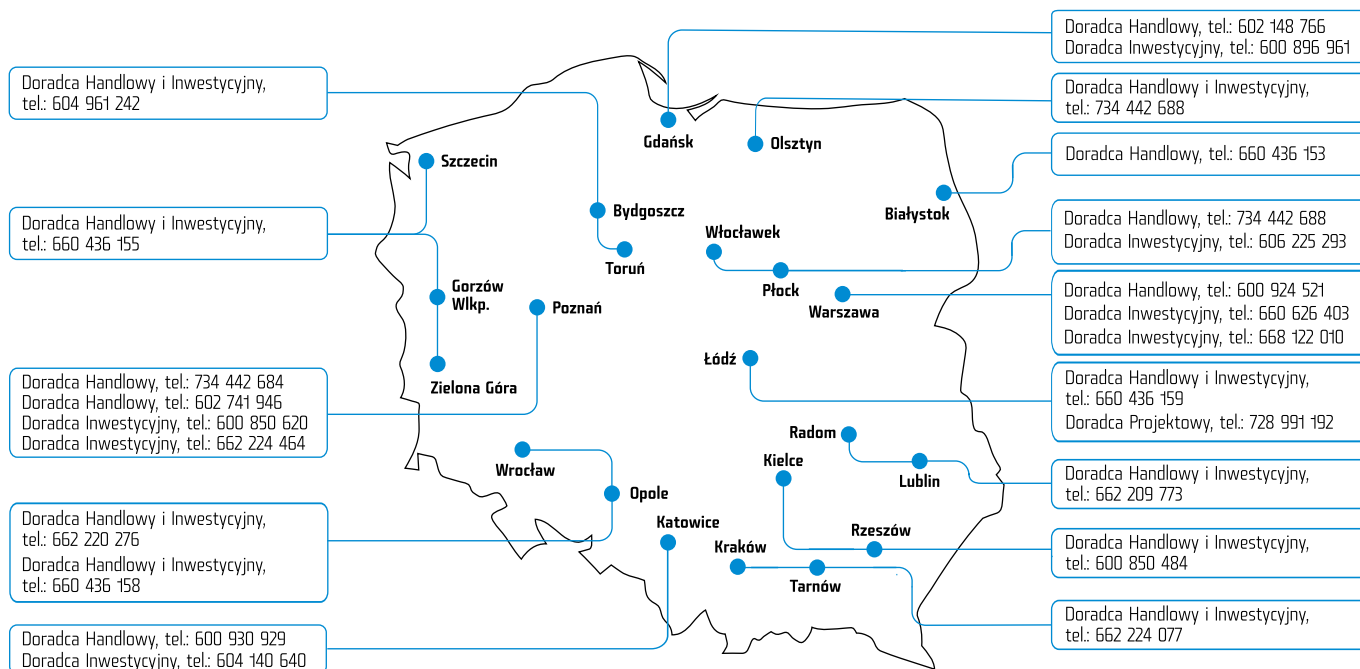 Doradca Handlowy i Inwestycyjny,
tel.: 604 961 242
Doradca Handlowy i Inwestycyjny,
tel.: 660 436 155
Doradca Handlowy, tel.: 734 442 684
Doradca Handlowy, tel.: 602 741 946
Doradca Inwestycyjny, tel.: 600 850 620
Doradca Inwestycyjny, tel.: 662 224 464
Doradca Handlowy i Inwestycyjny,
tel.: 662 220 276
Doradca Handlowy i Inwestycyjny,
tel.: 660 436 158
Doradca Handlowy, tel.: 600 930 929
Doradca Inwestycyjny, tel.: 604 140 640
Gdańsk
Olsztyn
Szczecin
Białystok
Bydgoszcz
Włocławek
Toruń
Płock
Gorzów
Wlkp.
Poznań
Warszawa
Łódź
Zielona Góra
Radom
Kielce
Wrocław
Lublin
Opole
Katowice
Rzeszów
Kraków
Tarnów
Doradca Handlowy, tel.: 602 148 766
Doradca Inwestycyjny, tel.: 600 896 961
Doradca Handlowy i Inwestycyjny,
tel.: 734 442 688
Doradca Handlowy, tel.: 660 436 153
Doradca Handlowy, tel.: 734 442 688
Doradca Inwestycyjny, tel.: 606 225 293
Doradca Handlowy, tel.: 600 924 521
Doradca Inwestycyjny, tel.: 660 626 403
Doradca Inwestycyjny, tel.: 668 122 010
Doradca Handlowy i Inwestycyjny,
tel.: 660 436 159
Doradca Projektowy, tel.: 728 991 192
Doradca Handlowy i Inwestycyjny,
tel.: 662 209 773
Doradca Handlowy i Inwestycyjny,
tel.: 600 850 484
Doradca Handlowy i Inwestycyjny,
tel.: 662 224 077